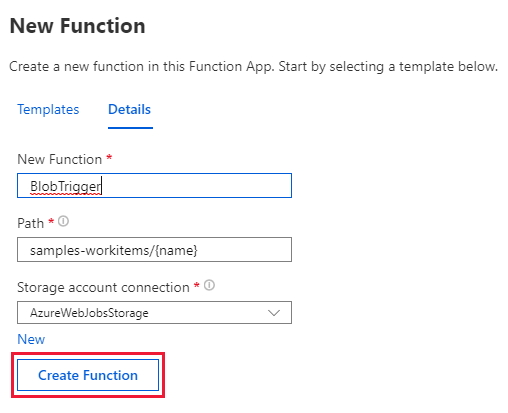 New Function
Create a new function in this Function App. Start by selecting a template below.
Templates Details
New Function *
BlobTrigger
Path *
samples-workitems/{name}
Storage account connection *
AzureWebJobsStorage
New
Create Function